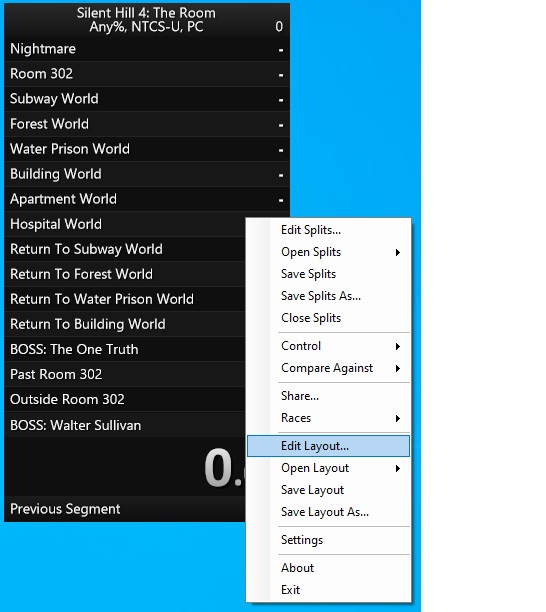 Silent Hill 4: The Room
Any%, NTCS-U, PC 0
Nightmare -
Room 302 -
Subway World -
Forest World -
Water Prison World -
Building World -
Apartment World -
Hospital World
Return To Subway World
Return To Forest World
Return To Water Prison World
Return To Building World
BOSS: The One Truth
Past Room 302
Outside Room 302
BOSS: Walter Sullivan
0.
Previous Segment
Edit Splits...
Open Splits
Save Splits
Save Splits As...
Close Splits
Control
Compare Against
Share...
Races
Edit Layout...
Open Layout
Save Layout
Save Layout As...
Settings
About
Exit